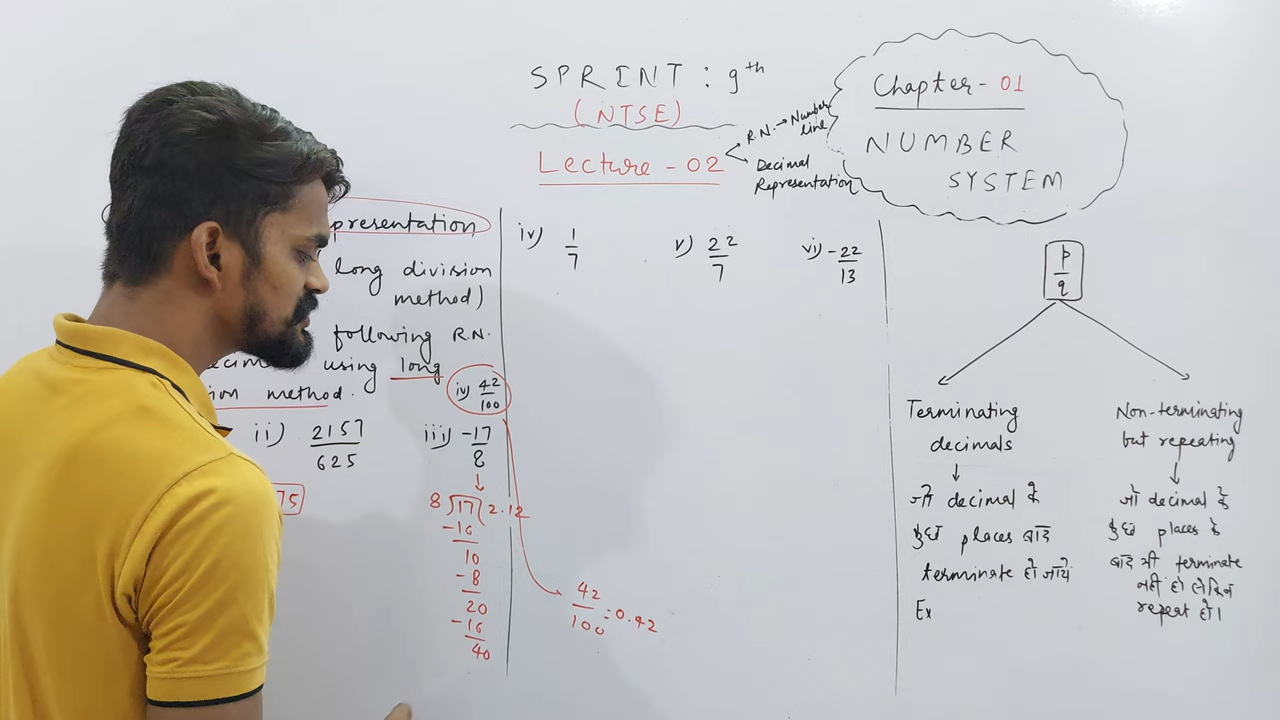 SPRINT : 9th
(NTSE)
Lecture - 02
R.N. → Number line
Decimal Representation
Chapter - 01
NUMBER
SYSTEM
presentation
long division
method)
following R.N.
using long
ion method.
iv) 42/100
ii) 2157/625
iii) -17/8
75
8 17 2.12
-16
10
-8
20
-16
40
42/100 = 0.42
iv) 1/7
v) 22/7
vi) -22/13
p/q
Terminating
decimals
जो decimal के
कुछ places बाद
terminate हो जाये
Ex
Non-terminating
but repeating
जो decimal के
कुछ places के
बाद भी terminate
नहीं हो लेकिन
repeat हो।